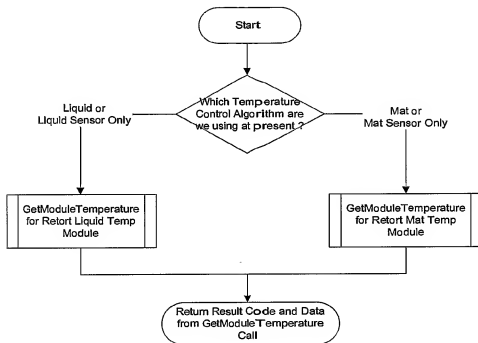 Start
Which Temperature
Control Algorithm are
we using at present ?
Liquid or
Liquid Sensor Only
Mat or
Mat Sensor Only
GetModuleTemperature
for Retort Liquid Temp
Module
GetModuleTemperature
for Retort Mat Temp
Module
Return Result Code and Data
from GetModuleTemperature
Call